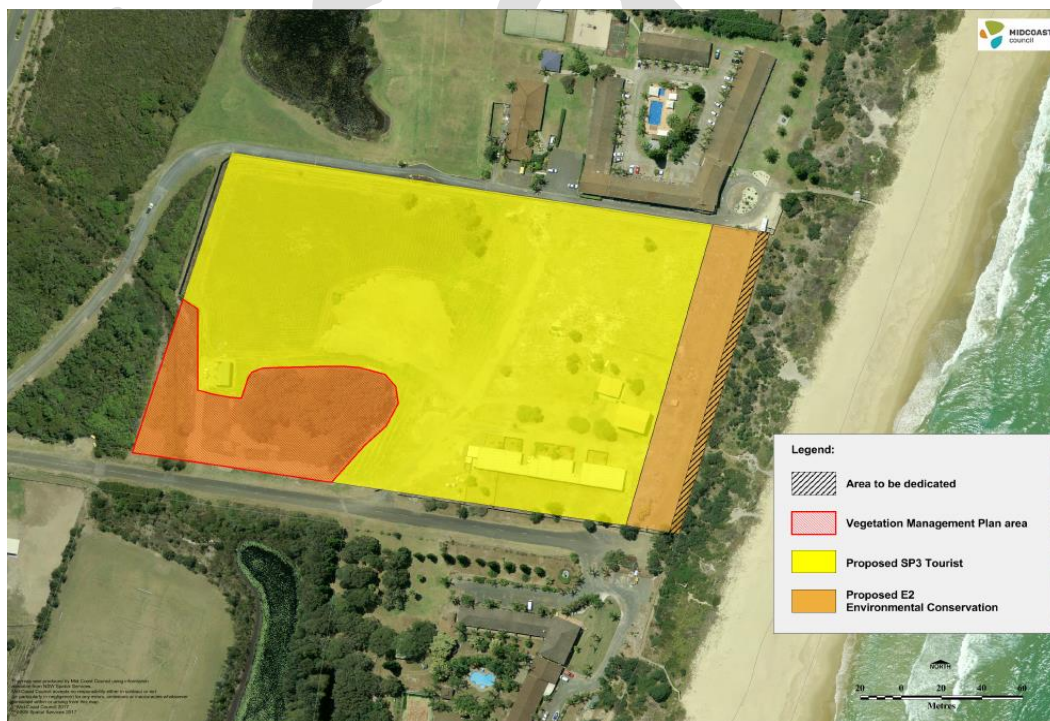 MIDCOAST
council
Legend:
Area to be dedicated
Vegetation Management Plan area
Proposed SP3 Tourist
Proposed E2
Environmental Conservation
NORTH
20 0 20 40 60
Metres